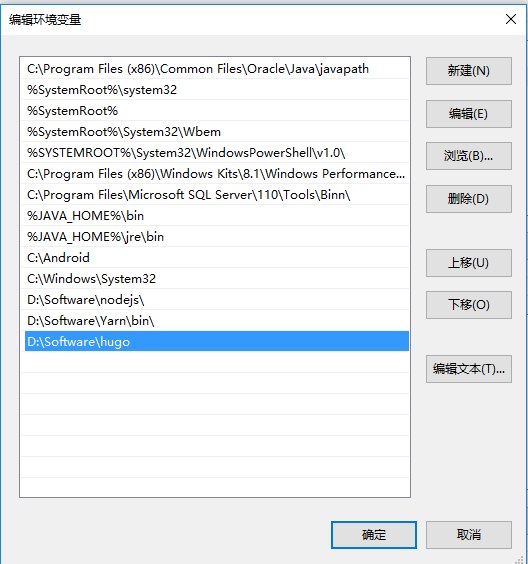 编辑环境变量
C:\Program Files (x86)\Common Files\Oracle\Java\javapath
%SystemRoot%\system32
%SystemRoot%
%SystemRoot%\System32\Wbem
%SYSTEMROOT%\System32\WindowsPowerShell\v1.0\
C:\Program Files (x86)\Windows Kits\8.1\Windows Performance...
C:\Program Files\Microsoft SQL Server\110\Tools\Binn\
%JAVA_HOME%\bin
%JAVA_HOME%\jre\bin
C:\Android
C:\Windows\System32
D:\Software\nodejs\
D:\Software\Yarn\bin\
D:\Software\hugo
新建(N)
编辑(E)
浏览(B)...
删除(D)
上移(U)
下移(O)
编辑文本(T)...
确定
取消